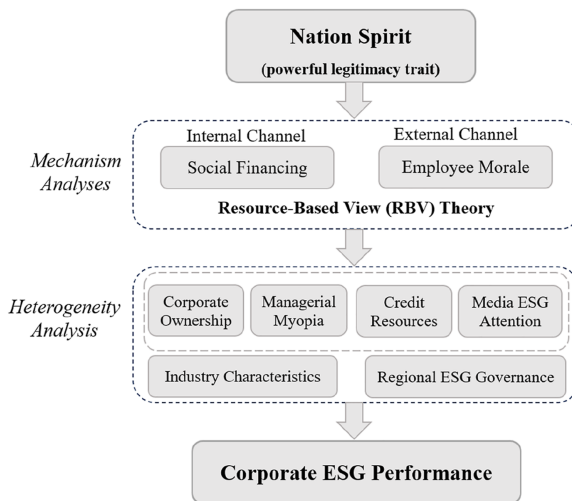 Nation Spirit
(powerful legitimacy trait)
Mechanism
Analyses
Internal Channel
External Channel
Social Financing
Employee Morale
Resource-Based View (RBV) Theory
Heterogeneity
Analysis
Corporate
Ownership
Managerial
Myopia
Credit
Resources
Media ESG
Attention
Industry Characteristics
Regional ESG Governance
Corporate ESG Performance